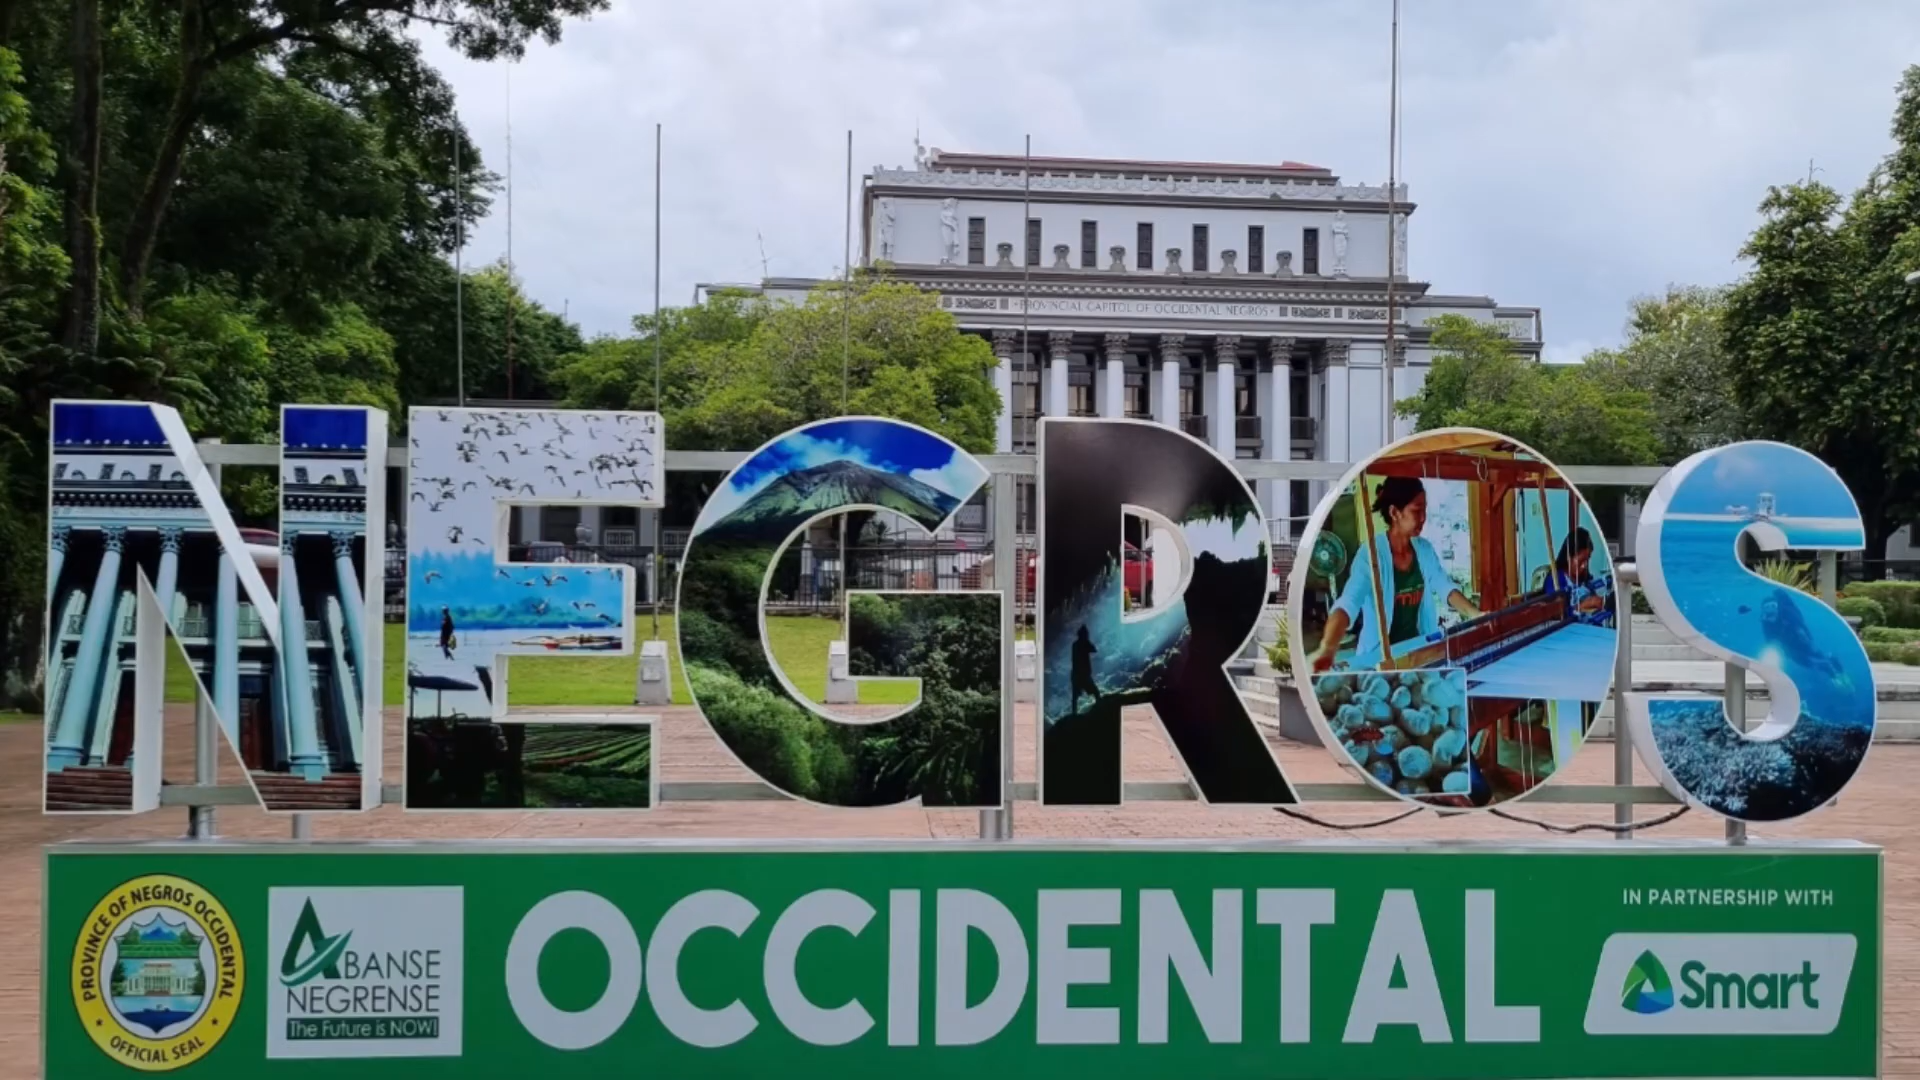 PROVINCIAL CAPITOL OF OCCIDENTAL NEGROS
NEGROS
PROVINCE OF NEGROS OCCIDENTAL
OFFICIAL SEAL
ABANSE
NEGRENSE
The Future is NOW!
OCCIDENTAL
IN PARTNERSHIP WITH
Smart